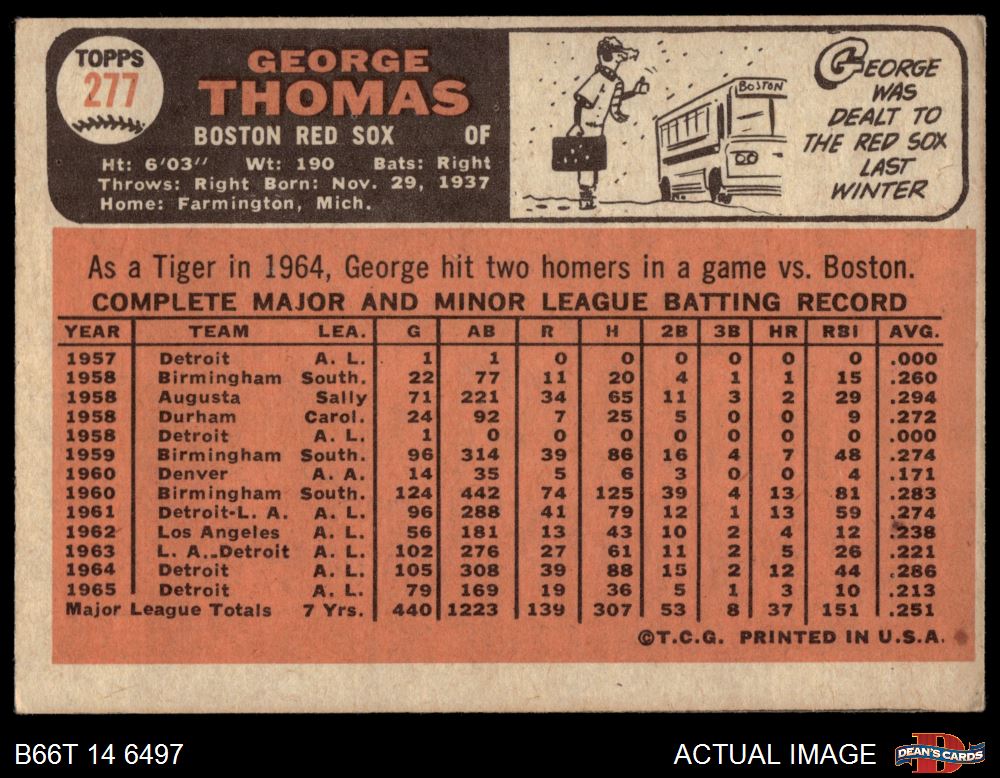 TOPPS
277
GEORGE
THOMAS
BOSTON RED SOX OF
Ht: 6'03" Wt: 190 Bats: Right
Throws: Right Born: Nov. 29, 1937
Home: Farmington, Mich.
BOSTON
GEORGE
WAS
DEALT TO
THE RED SOX
LAST
WINTER
As a Tiger in 1964, George hit two homers in a game vs. Boston.
COMPLETE MAJOR AND MINOR LEAGUE BATTING RECORD
YEAR TEAM LEA. G AB R H 2B 3B HR RBI AVG.
1957 Detroit A. L. 1 1 0 0 0 0 0 0 .000
1958 Birmingham South. 22 77 11 20 4 1 1 15 .260
1958 Augusta Sally 71 221 34 65 11 3 2 29 .294
1958 Durham Carol. 24 92 7 25 5 0 0 9 .272
1958 Detroit A. L. 1 0 0 0 0 0 0 0 .000
1959 Birmingham South. 96 314 39 86 16 4 7 48 .274
1960 Denver A. A. 14 35 5 6 3 0 0 4 .171
1960 Birmingham South. 124 442 74 125 39 4 13 81 .283
1961 Detroit-L. A. A. L. 96 288 41 79 12 1 13 59 .274
1962 Los Angeles A. L. 56 181 13 43 10 2 4 12 .238
1963 L. A..Detroit A. L. 102 276 27 61 11 2 5 26 .221
1964 Detroit A. L. 105 308 39 88 15 2 12 44 .286
1965 Detroit A. L. 79 169 19 36 5 1 3 10 .213
Major League Totals 7 Yrs. 440 1223 139 307 53 8 37 151 .251
©T.C.G. PRINTED IN U.S.A.
B66T 14 6497 ACTUAL IMAGE DEAN'S CARDS